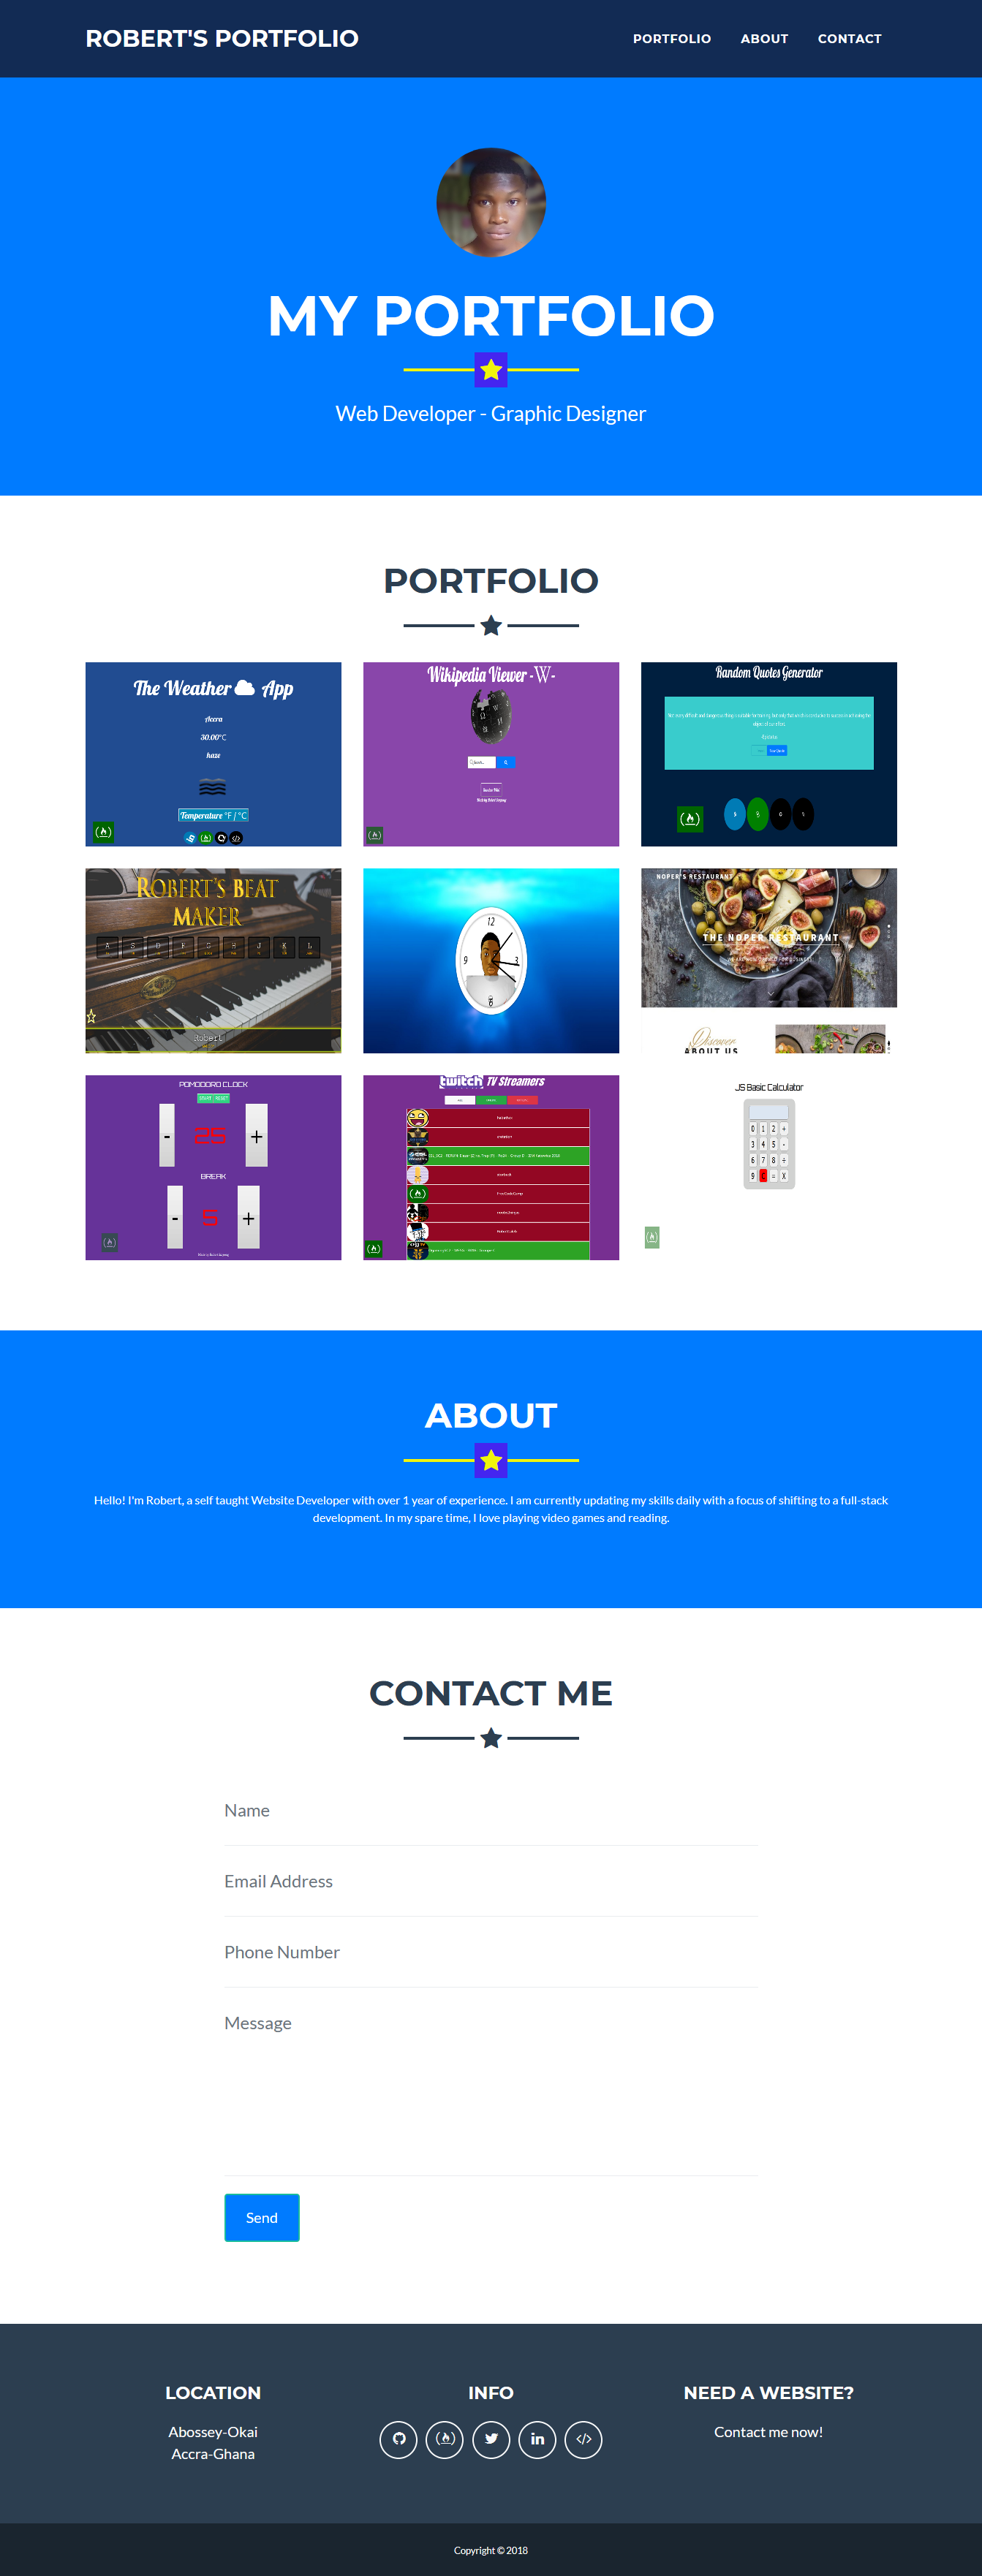 ROBERT'S PORTFOLIO
PORTFOLIO ABOUT CONTACT
MY PORTFOLIO
Web Developer - Graphic Designer
PORTFOLIO
The Weather App
Accra
30.00°C
haze
Temperature °F / °C
Wikipedia Viewer -W-
Search...
Random Quotes Generator
ROBERT'S BEAT
MAKER
A S D F G H J K L
Robert
12
3
6
9
NOPER'S RESTAURANT
THE NOPER RESTAURANT
Discover
ABOUT US
POMODORO CLOCK
START RESET
- 25 +
BREAK
- 5 +
twitch TV Streamers
JS Basic Calculator
0 1 2 +
3 4 5 -
6 7 8 ÷
9 C = X
ABOUT
Hello! I'm Robert, a self taught Website Developer with over 1 year of experience. I am currently updating my skills daily with a focus of shifting to a full-stack
development. In my spare time, I love playing video games and reading.
CONTACT ME
Name
Email Address
Phone Number
Message
Send
LOCATION
Abossey-Okai
Accra-Ghana
INFO
NEED A WEBSITE?
Contact me now!
Copyright © 2018